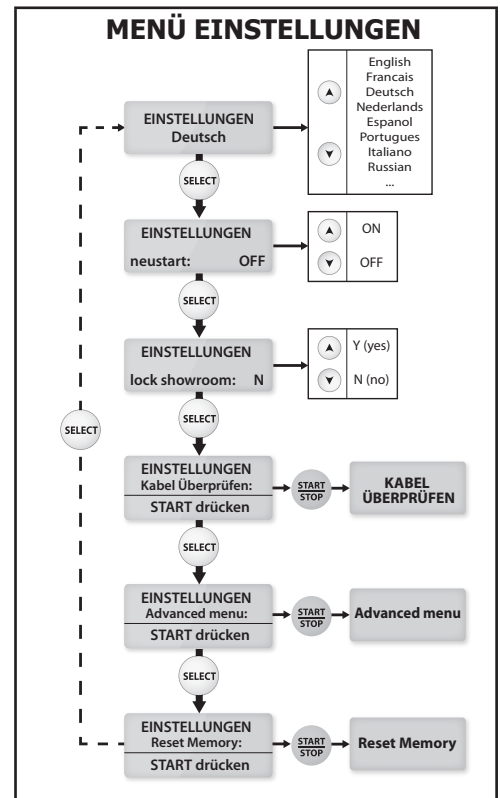 MENÜ EINSTELLUNGEN
EINSTELLUNGEN
Deutsch
English
Francais
Deutsch
Nederlands
Espanol
Portugues
Italiano
Russian
...
SELECT
EINSTELLUNGEN
neustart: OFF
ON
OFF
SELECT
EINSTELLUNGEN
lock showroom: N
Y (yes)
N (no)
SELECT
SELECT
EINSTELLUNGEN
Kabel Überprüfen:
START drücken
START
STOP
KABEL
ÜBERPRÜFEN
SELECT
EINSTELLUNGEN
Advanced menu:
START drücken
START
STOP
Advanced menu
SELECT
EINSTELLUNGEN
Reset Memory:
START drücken
START
STOP
Reset Memory